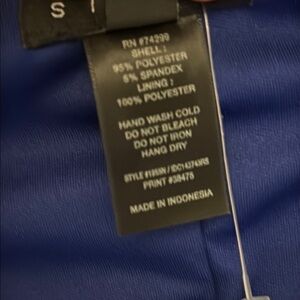 S
RN #74299
SHELL :
95% POLYESTER
5% SPANDEX
LINING :
100% POLYESTER
HAND WASH COLD
DO NOT BLEACH
DO NOT IRON
HANG DRY
PRINT #38475
MADE IN INDONESIA